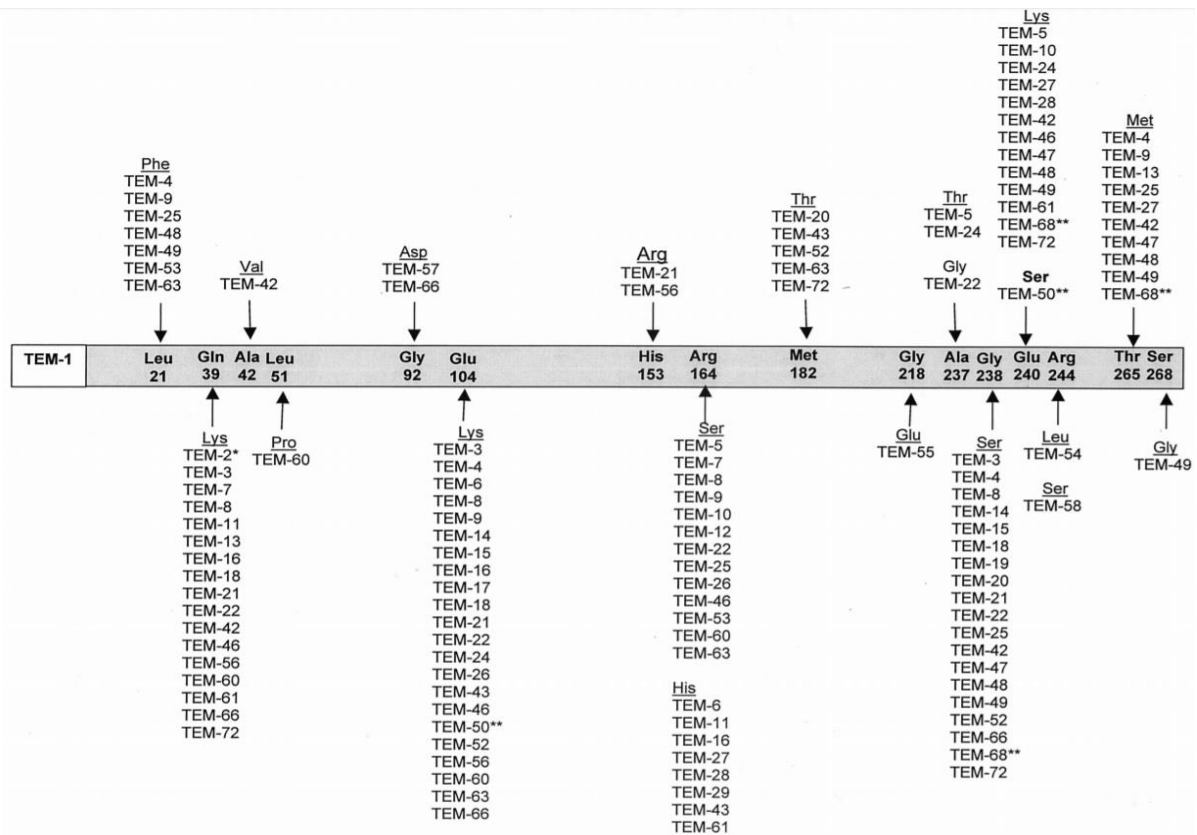 Phe
TEM-4
TEM-9
TEM-25
TEM-48
TEM-49
TEM-53
TEM-63
Val
TEM-42
Asp
TEM-57
TEM-66
Arg
TEM-21
TEM-56
Thr
TEM-20
TEM-43
TEM-52
TEM-63
TEM-72
Thr
TEM-5
TEM-24
Gly
TEM-22
Lys
TEM-5
TEM-10
TEM-24
TEM-27
TEM-28
TEM-42
TEM-46
TEM-47
TEM-48
TEM-49
TEM-61
TEM-68**
TEM-72
Ser
TEM-50**
Met
TEM-4
TEM-9
TEM-13
TEM-25
TEM-27
TEM-42
TEM-47
TEM-48
TEM-49
TEM-68**
TEM-1
Leu Gln Ala Leu Gly Glu His Arg Met Gly Ala Gly Glu Arg Thr Ser
21 39 42 51 92 104 153 164 182 218 237 238 240 244 265 268
Lys
TEM-2*
TEM-3
TEM-7
TEM-8
TEM-11
TEM-13
TEM-16
TEM-18
TEM-21
TEM-22
TEM-42
TEM-46
TEM-56
TEM-60
TEM-61
TEM-66
TEM-72
Pro
TEM-60
Lys
TEM-3
TEM-4
TEM-6
TEM-8
TEM-9
TEM-14
TEM-15
TEM-16
TEM-17
TEM-18
TEM-21
TEM-22
TEM-24
TEM-26
TEM-43
TEM-46
TEM-50**
TEM-52
TEM-56
TEM-60
TEM-63
TEM-66
Ser
TEM-5
TEM-7
TEM-8
TEM-9
TEM-10
TEM-12
TEM-22
TEM-25
TEM-26
TEM-46
TEM-53
TEM-60
TEM-63
His
TEM-6
TEM-11
TEM-16
TEM-27
TEM-28
TEM-29
TEM-43
TEM-61
Glu
TEM-55
Ser
TEM-3
TEM-4
TEM-8
TEM-14
TEM-15
TEM-18
TEM-19
TEM-20
TEM-21
TEM-22
TEM-25
TEM-42
TEM-47
TEM-48
TEM-49
TEM-52
TEM-66
TEM-68**
TEM-72
Leu
TEM-54
Ser
TEM-58
Gly
TEM-49